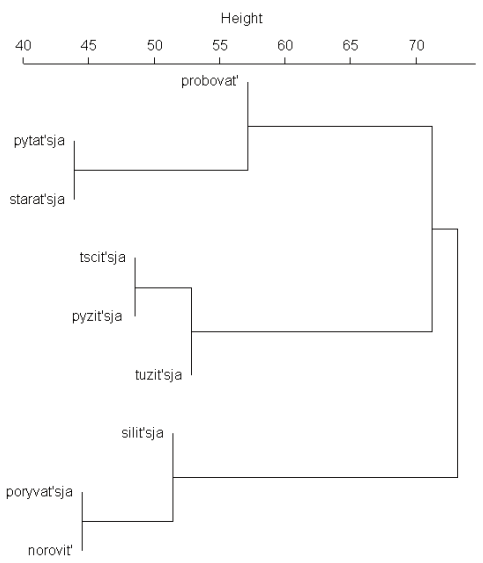 Height
40 45 50 55 60 65 70
probovat'
pytat'sja
starat'sja
tscit'sja
pyzit'sja
tuzit'sja
silit'sja
poryvat'sja
norovit'